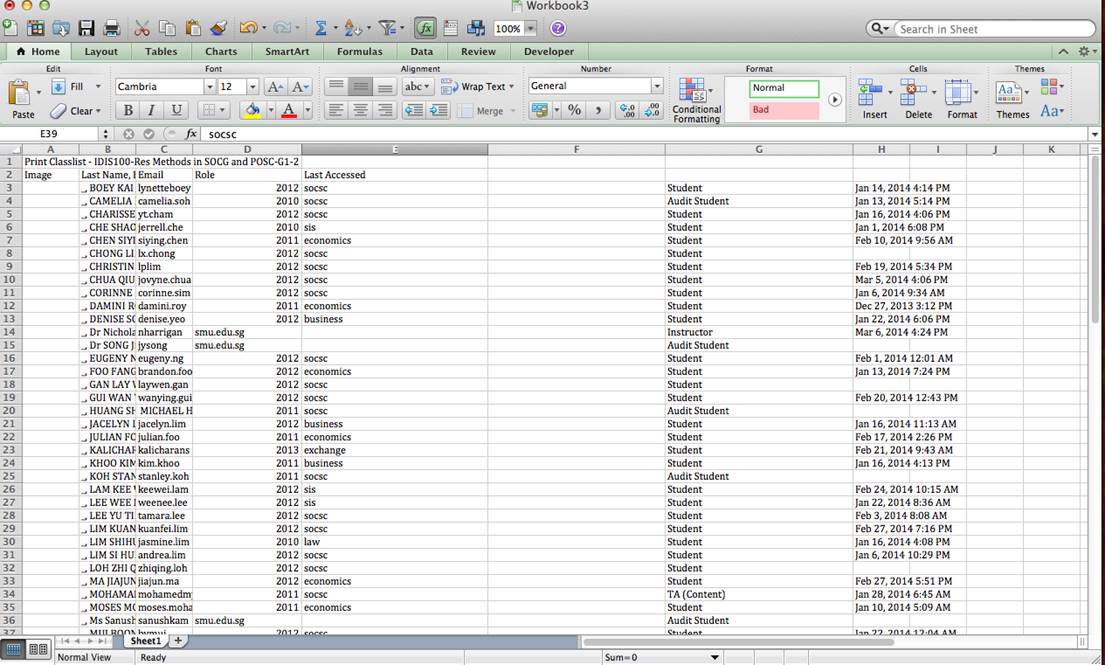 Workbook3
100%
Search in Sheet
Home Layout Tables Charts SmartArt Formulas Data Review Developer
Edit Font Alignment Number Format Cells Themes
Fill Cambria 12 A A abc Wrap Text General Normal
Paste Clear B I U A Merge % , Conditional Formatting Bad Insert Delete Format Themes Aa
E39 fx socsc
A B C D E F G H I J K
1 Print Classlist - IDIS100-Res Methods in SOCG and POSC-G1-2
2 Image Last Name, Email Role Last Accessed
3 BOEY KAI lynetteboey 2012 socsc Student Jan 14, 2014 4:14 PM
4 CAMELIA camelia.soh 2010 socsc Audit Student Jan 13, 2014 5:14 PM
5 CHARISSE yt.cham 2012 socsc Student Jan 16, 2014 4:06 PM
6 CHE SHAO jerrell.che 2010 sis Student Jan 1, 2014 6:08 PM
7 CHEN SIYI siying.chen 2011 economics Student Feb 10, 2014 9:56 AM
8 CHONG LI lx.chong 2012 socsc Student
9 CHRISTIN lplim 2012 socsc Student Feb 19, 2014 5:34 PM
10 CHUA QIU jovyne.chua 2012 socsc Student Mar 5, 2014 4:06 PM
11 CORINNE corinne.sim 2012 socsc Student Jan 6, 2014 9:34 AM
12 DAMINI R damini.roy 2011 economics Student Dec 27, 2013 3:12 PM
13 DENISE SO denise.yeo 2012 business Student Jan 22, 2014 6:06 PM
14 Dr Nichola nharrigan smu.edu.sg Instructor Mar 6, 2014 4:24 PM
15 Dr SONG J jysong smu.edu.sg Audit Student
16 EUGENY N eugeny.ng 2012 socsc Student Feb 1, 2014 12:01 AM
17 FOO FANG brandon.foo 2012 economics Student Jan 13, 2014 7:24 PM
18 GAN LAY laywen.gan 2012 socsc Student
19 GUI WAN wanying.gui 2012 socsc Student Feb 20, 2014 12:43 PM
20 HUANG SH MICHAEL H 2011 socsc Audit Student
21 JACELYN jacelyn.lim 2012 business Student Jan 16, 2014 11:13 AM
22 JULIAN FO julian.foo 2011 economics Student Feb 17, 2014 2:26 PM
23 KALICHAR kalicharans 2013 exchange Student Feb 21, 2014 9:43 AM
24 KHOO KIM kim.khoo 2011 business Student Jan 16, 2014 4:13 PM
25 KOH STAN stanley.koh 2011 socsc Audit Student
26 LAM KEE keewei.lam 2012 sis Student Feb 24, 2014 10:15 AM
27 LEE WEE weenee.lee 2012 sis Student Jan 22, 2014 8:36 AM
28 LEE YU TI tamara.lee 2012 socsc Student Feb 3, 2014 8:08 AM
29 LIM KUAN kuanfei.lim 2012 socsc Student Feb 27, 2014 7:16 PM
30 LIM SHIHU jasmine.lim 2010 law Student Jan 16, 2014 4:08 PM
31 LIM SI HU andrea.lim 2012 socsc Student Jan 6, 2014 10:29 PM
32 LOH ZHI Q zhiqing.loh 2012 socsc Student
33 MA JIAJUN jiajun.ma 2012 economics Student Feb 27, 2014 5:51 PM
34 MOHAMA mohamedm 2011 socsc TA (Content) Jan 28, 2014 6:45 AM
35 MOSES MO moses.moha 2011 economics Student Jan 10, 2014 5:09 AM
36 Ms Sanush sanushkam smu.edu.sg Audit Student
37 2012 socsc Student Jan 22, 2014 12:04 AM
Sheet1
Normal View Ready Sum=0